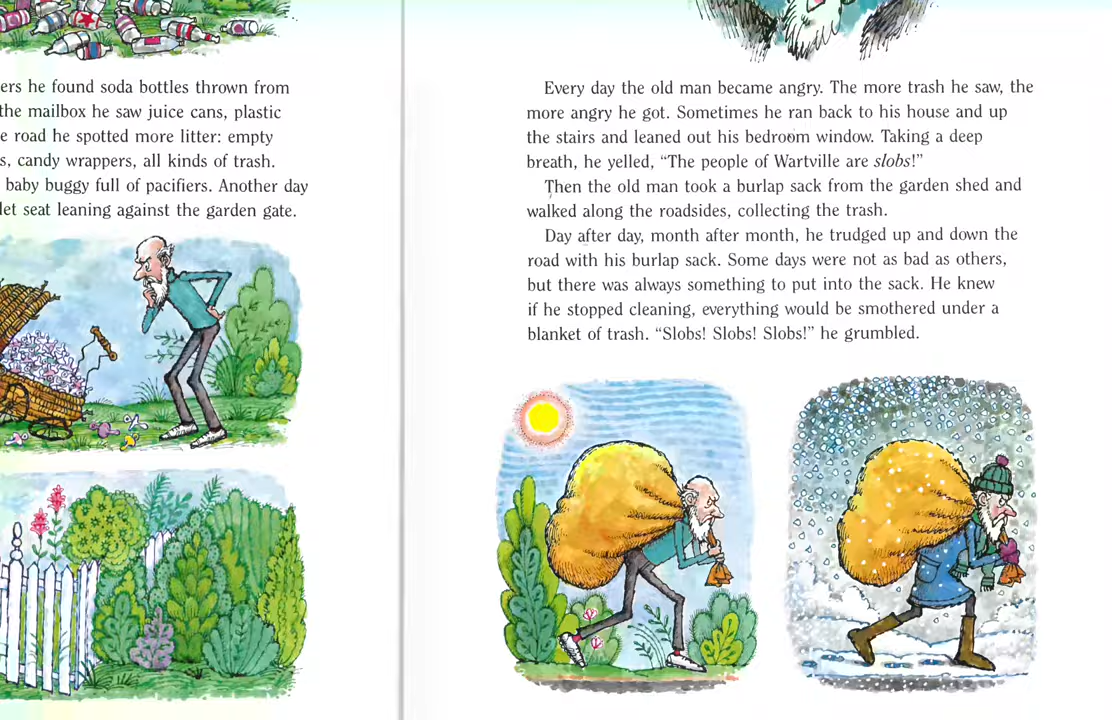 ers he found soda bottles thrown from
the mailbox he saw juice cans, plastic
e road he spotted more litter: empty
s, candy wrappers, all kinds of trash.
baby buggy full of pacifiers. Another day
let seat leaning against the garden gate.
Every day the old man became angry. The more trash he saw, the
more angry he got. Sometimes he ran back to his house and up
the stairs and leaned out his bedroom window. Taking a deep
breath, he yelled, “The people of Wartville are slobs!”
Then the old man took a burlap sack from the garden shed and
walked along the roadsides, collecting the trash.
Day after day, month after month, he trudged up and down the
road with his burlap sack. Some days were not as bad as others,
but there was always something to put into the sack. He knew
if he stopped cleaning, everything would be smothered under a
blanket of trash. “Slobs! Slobs! Slobs!” he grumbled.